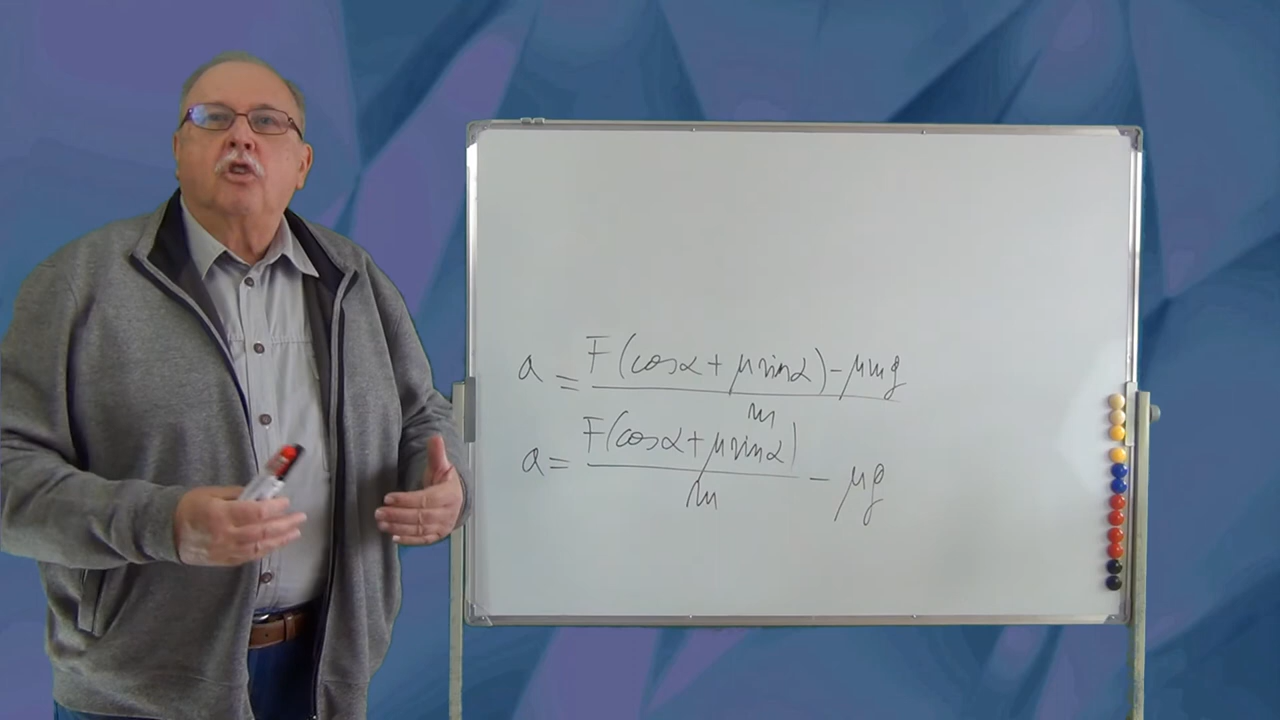 a = F(cosα + μsinα) - μmg / m
a = F(cosα + μsinα) / m - μg